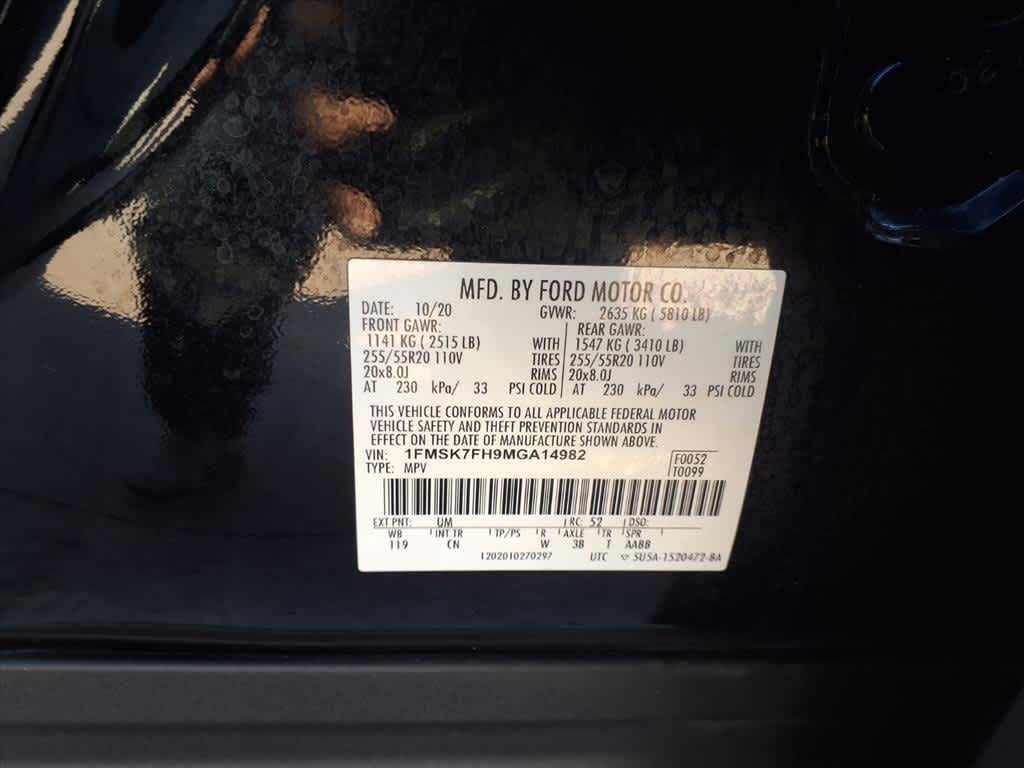 MFD. BY FORD MOTOR CO.
DATE: 10/20 GVWR: 2635 KG ( 5810 LB)
FRONT GAWR: REAR GAWR:
1141 KG ( 2515 LB) WITH 1547 KG ( 3410 LB) WITH
255/55R20 110V TIRES 255/55R20 110V TIRES
20x8.0J RIMS 20x8.0J RIMS
AT 230 kPa/ 33 PSI COLD AT 230 kPa/ 33 PSI COLD
THIS VEHICLE CONFORMS TO ALL APPLICABLE FEDERAL MOTOR
VEHICLE SAFETY AND THEFT PREVENTION STANDARDS IN
EFFECT ON THE DATE OF MANUFACTURE SHOWN ABOVE.
VIN: 1FMSK7FH9MGA14982 F0052
TYPE: MPV T0099
EXT PNT: UM RC: 52 DSO:
WB INT TR TP/PS R AXLE TR SPR
119 CN W 3B T AABB
1202010270297 UTC 5U5A-1520472-BA